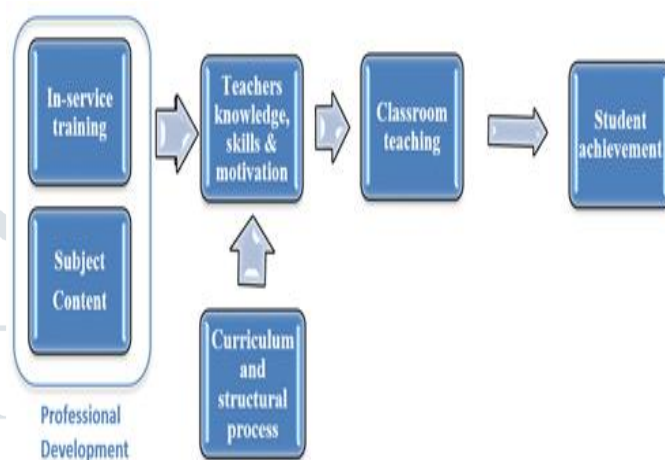 In-service
training
Subject
Content
Professional
Development
Teachers
knowledge,
skills &
motivation
Curriculum
and
structural
process
Classroom
teaching
Student
achievement